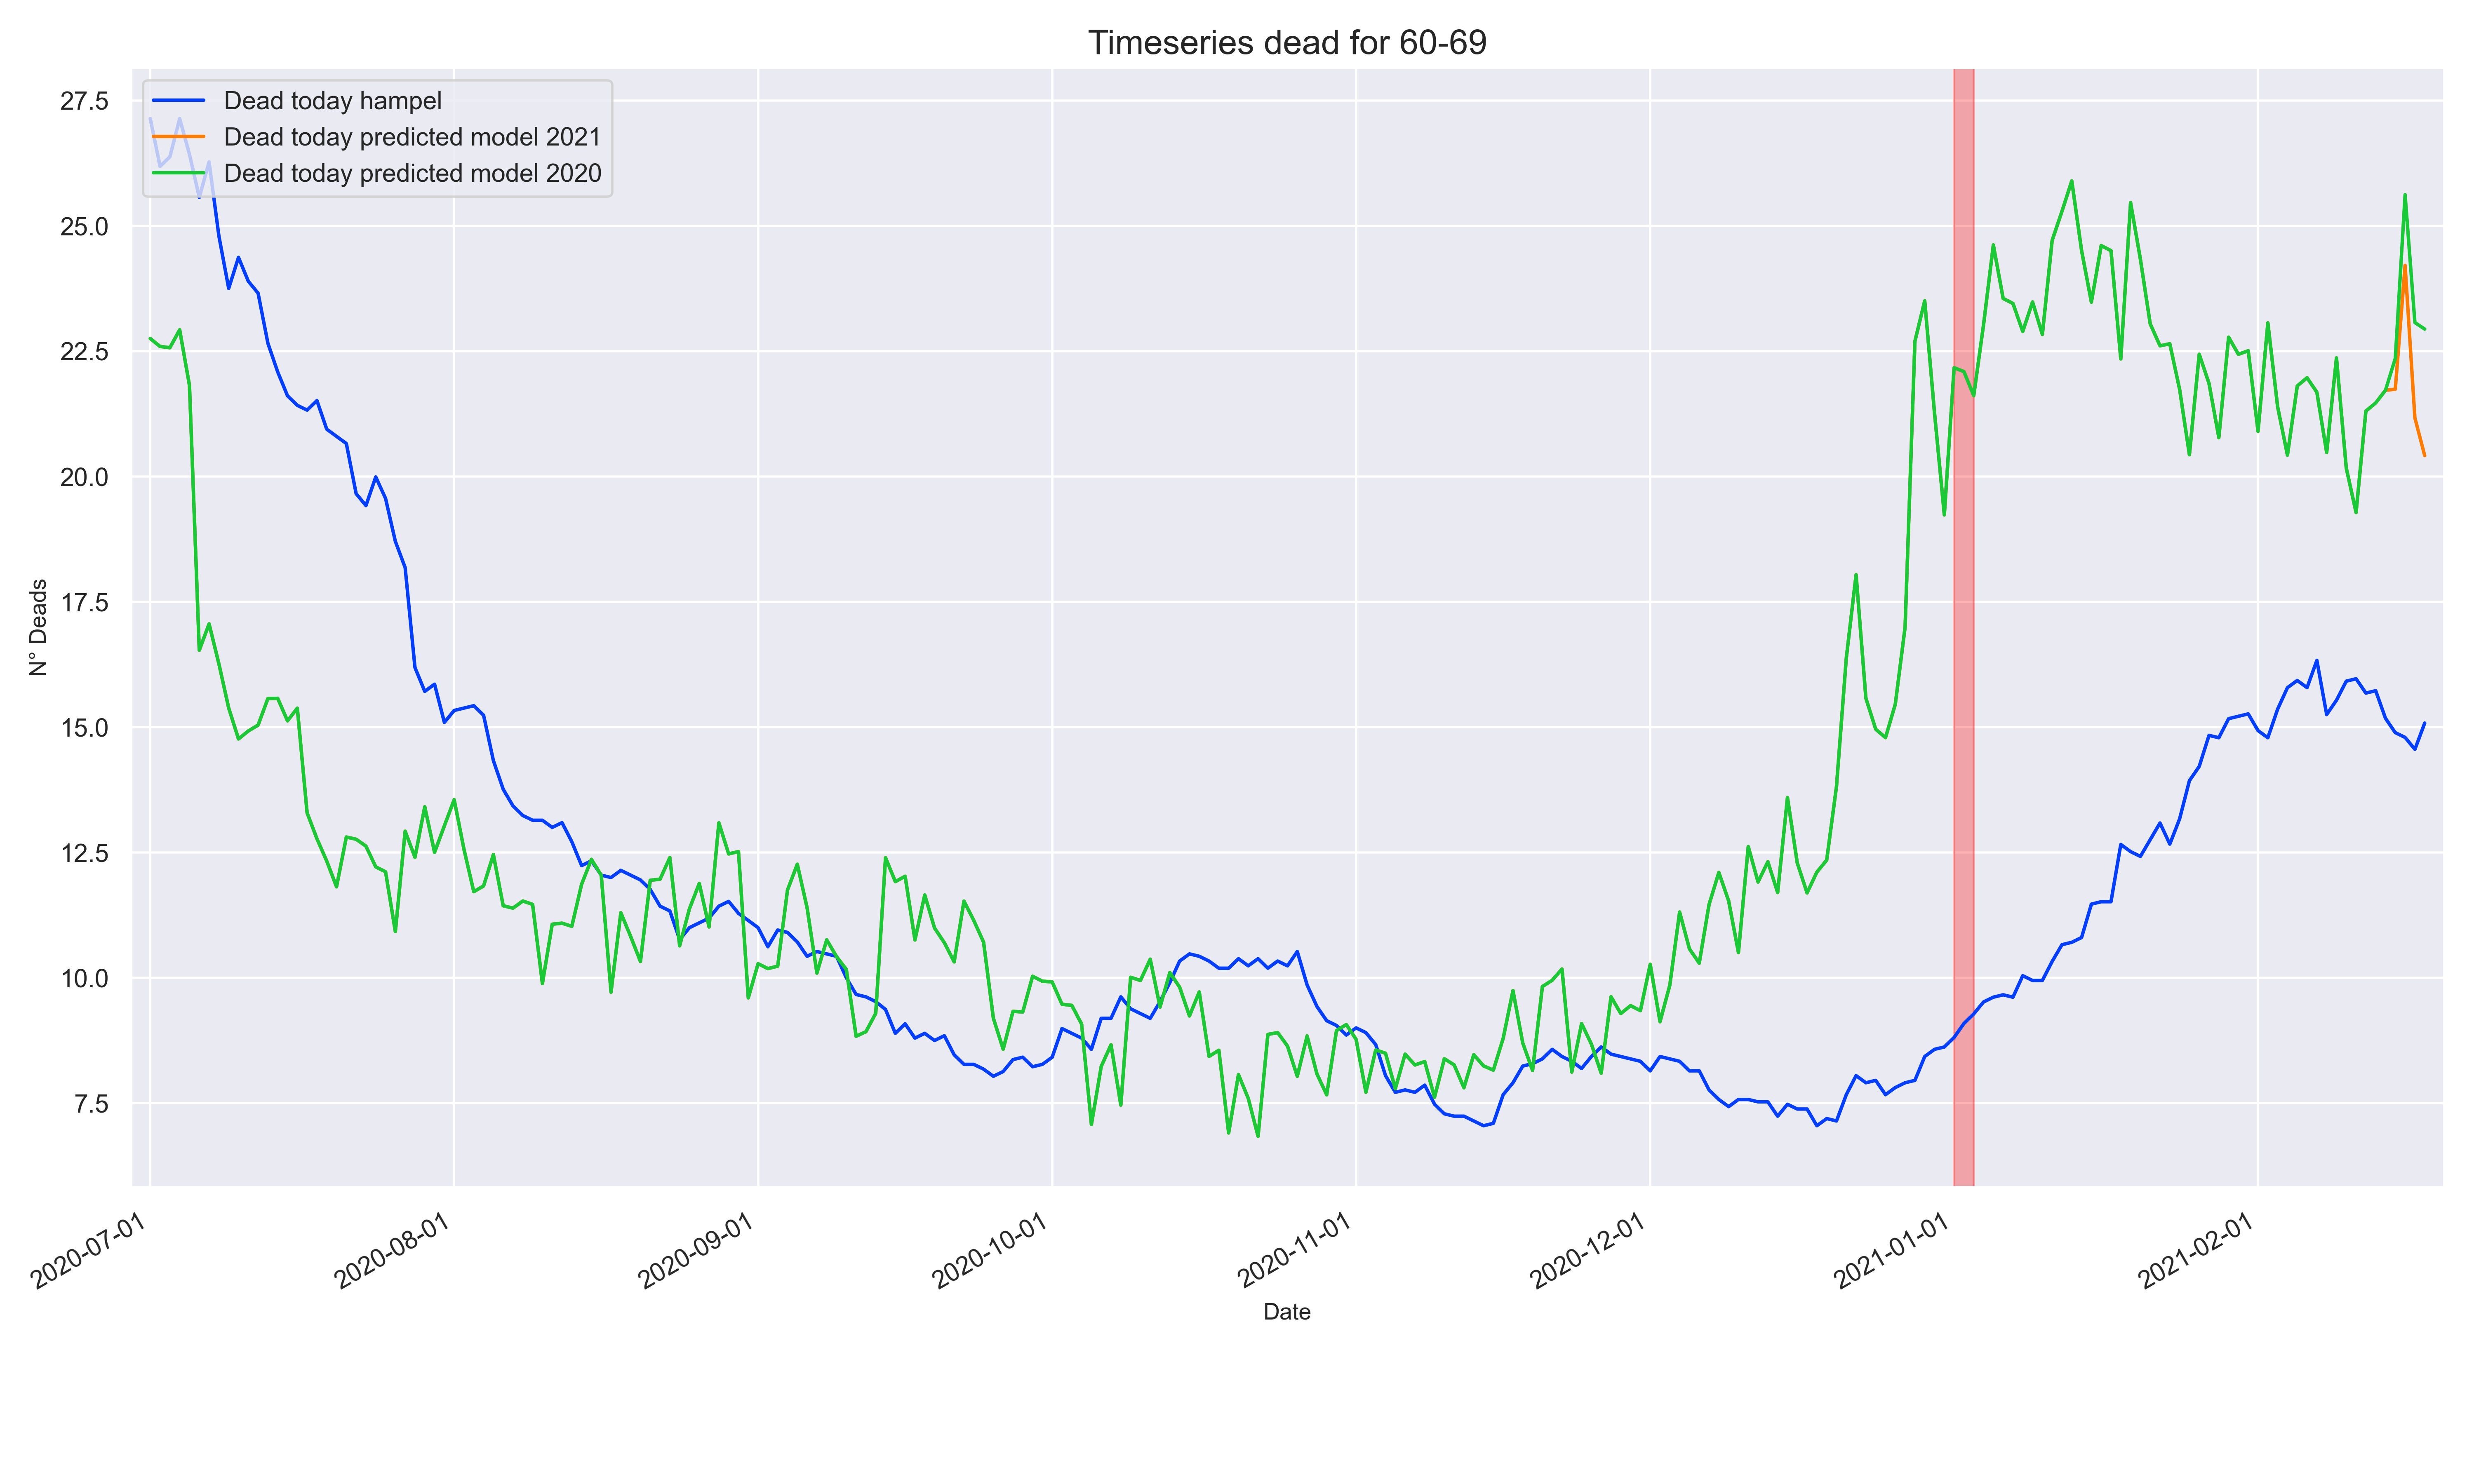 Timeseries dead for 60-69
Dead today hampel
Dead today predicted model 2021
Dead today predicted model 2020
27.5
25.0
22.5
20.0
17.5
15.0
12.5
10.0
7.5
N° Deads
2020-07-01
2020-08-01
2020-09-01
2020-10-01
2020-11-01
2020-12-01
2021-01-01
2021-02-01
Date